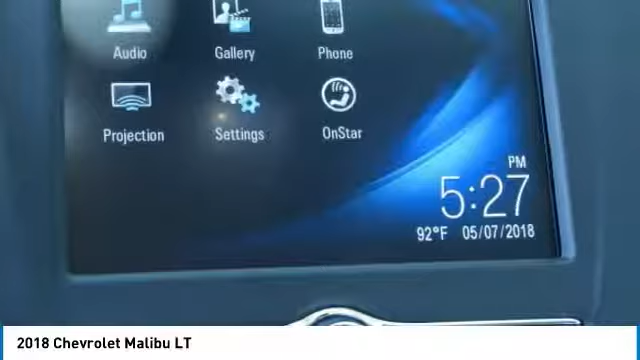 Audio Gallery Phone
Projection Settings OnStar
PM
5:27
92°F 05/07/2018
2018 Chevrolet Malibu LT